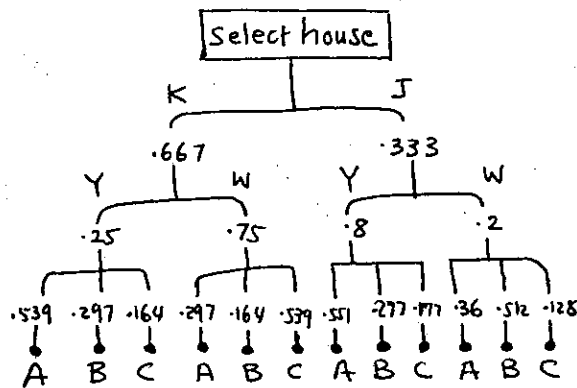 Select house
K J
.667 .333
Y W Y W
.25 .75 .8 .2
.539 .297 .164 .297 .164 .539 .551 .277 .177 .36 .512 .128
A B C A B C A B C A B C